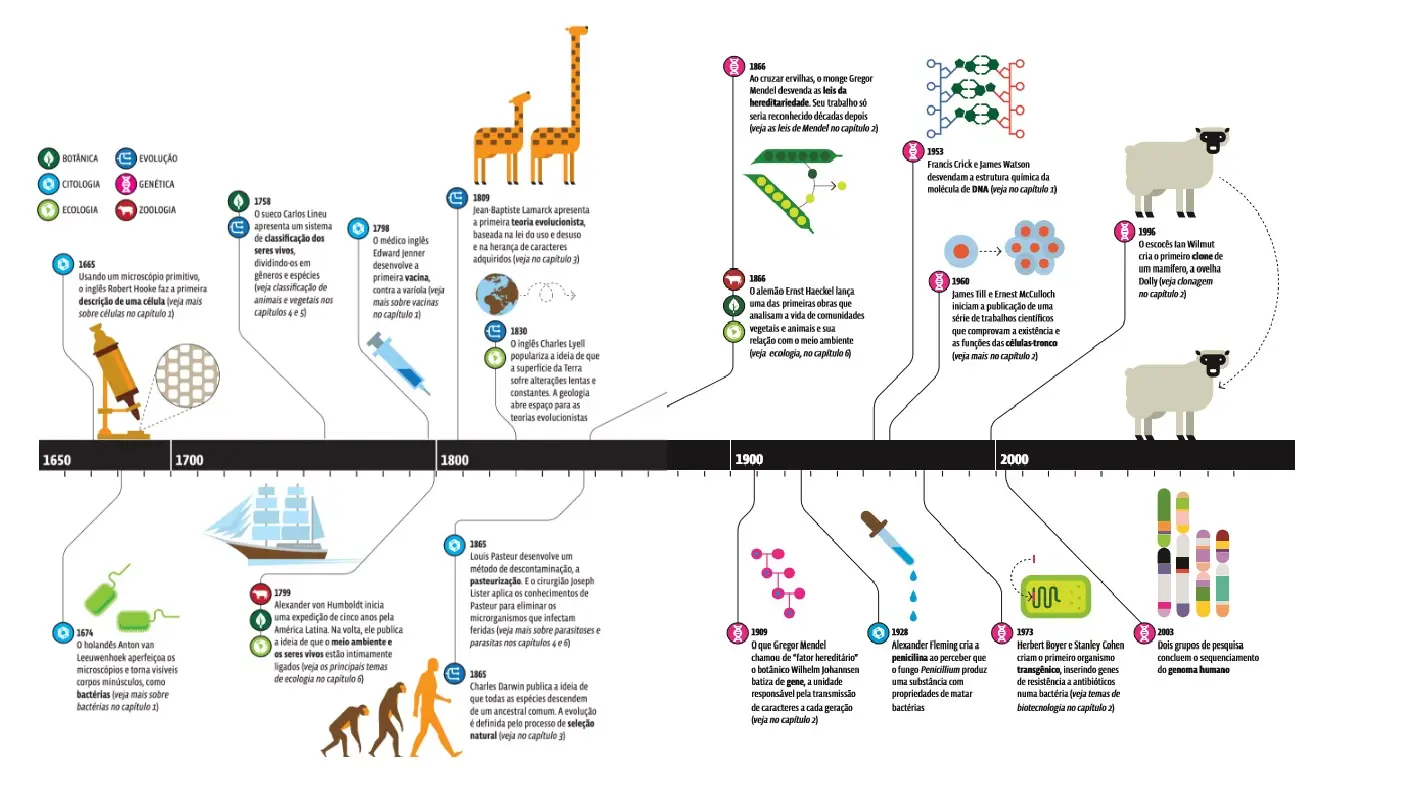 BOTÂNICA
EVOLUÇÃO
CITOLOGIA
GENÉTICA
ECOLOGIA
ZOOLOGIA
1665
Usando um microscópio primitivo,
o inglês Robert Hooke faz a primeira
descrição de uma célula (veja mais
sobre células no capítulo 1)
1758
O sueco Carlos Lineu
apresenta um sistema
de classificação dos
seres vivos,
dividindo-os em
gêneros e espécies
(veja classificação de
animais e vegetais nos
capítulos 4 e 5)
1798
O médico inglês
Edward Jenner
desenvolve a
primeira vacina,
contra a varíola (veja
mais sobre vacinas
no capítulo 1)
1809
Jean-Baptiste Lamarck apresenta
a primeira teoria evolucionista,
baseada na lei do uso e desuso
e na herança de caracteres
adquiridos (veja no capítulo 3)
1830
O inglês Charles Lyell
populariza a ideia de que
a superfície da Terra
sofre alterações lentas e
constantes. A geologia
abre espaço para as
teorias evolucionistas
1866
Ao cruzar ervilhas, o monge Gregor
Mendel desvenda as leis da
hereditariedade. Seu trabalho só
seria reconhecido décadas depois
(veja as leis de Mendel no capítulo 2)
1866
O alemão Ernst Haeckel lança
uma das primeiras obras que
analisam a vida de comunidades
vegetais e animais e sua
relação com o meio ambiente
(veja ecologia, no capítulo 6)
1953
Francis Crick e James Watson
desvendam a estrutura química da
molécula de DNA (veja no capítulo 1)
1960
James Till e Ernest McCulloch
iniciam a publicação de uma
série de trabalhos científicos
que comprovam a existência e
as funções das células-tronco
(veja mais no capítulo 2)
1996
O escocês Ian Wilmut
cria o primeiro clone de
um mamífero, a ovelha
Dolly (veja clonagem
no capítulo 2)
1650
1700
1800
1900
2000
1674
O holandês Anton van
Leeuwenhoek aperfeiçoa os
microscópios e torna visíveis
corpos minúsculos, como
bactérias (veja mais sobre
bactérias no capítulo 1)
1799
Alexander von Humboldt inicia
uma expedição de cinco anos pela
América Latina. Na volta, ele publica
a ideia de que o meio ambiente e
os seres vivos estão intimamente
ligados (veja os principais temas
de ecologia no capítulo 6)
1865
Louis Pasteur desenvolve um
método de descontaminação, a
pasteurização. E o cirurgião Joseph
Lister aplica os conhecimentos de
Pasteur para eliminar os
microrganismos que infectam
feridas (veja mais sobre parasitoses e
parasitas nos capítulos 4 e 6)
1865
Charles Darwin publica a ideia de
que todas as espécies descendem
de um ancestral comum. A evolução
é definida pelo processo de seleção
natural (veja no capítulo 3)
1909
O que Gregor Mendel
chamou de "fator hereditário"
o botânico Wilhelm Johannsen
batiza de gene, a unidade
responsável pela transmissão
de caracteres a cada geração
(veja no capítulo 2)
1928
Alexander Fleming cria a
penicilina ao perceber que
o fungo Penicillium produz
uma substância com
propriedades de matar
bactérias
1973
Herbert Boyer e Stanley Cohen
criam o primeiro organismo
transgênico, inserindo genes
de resistência a antibióticos
numa bactéria (veja temas de
biotecnologia no capítulo 2)
2003
Dois grupos de pesquisa
concluem o sequenciamento
do genoma humano